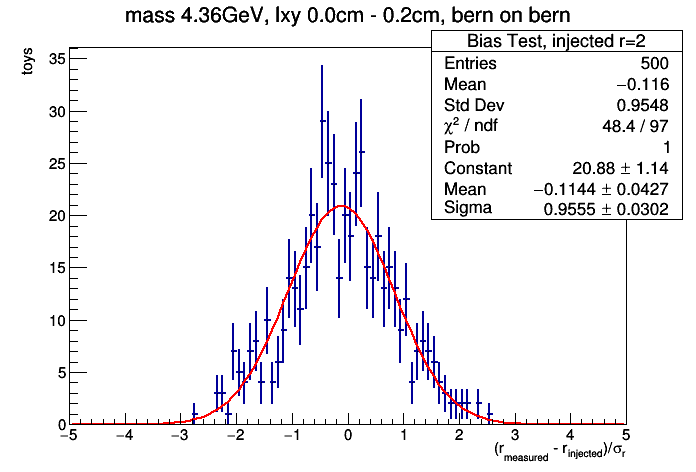 mass 4.36GeV, lxy 0.0cm - 0.2cm, bern on bern
Bias Test, injected r=2
Entries 500
Mean −0.116
Std Dev 0.9548
χ² / ndf 48.4 / 97
Prob 1
Constant 20.88 ± 1.14
Mean −0.1144 ± 0.0427
Sigma 0.9555 ± 0.0302
toys
35
30
25
20
15
10
5
0
−5 −4 −3 −2 −1 0 1 2 3 4 5
(r_measured - r_injected)/σ_r